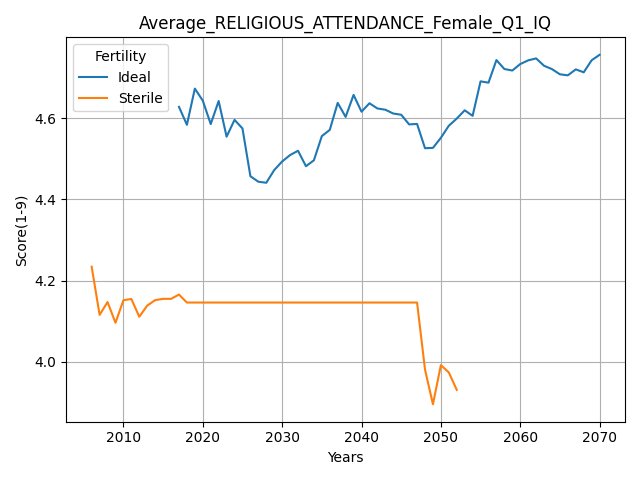 Average_RELIGIOUS_ATTENDANCE_Female_Q1_IQ
Fertility
Ideal
Sterile
Score(1-9)
4.6
4.4
4.2
4.0
2010 2020 2030 2040 2050 2060 2070
Years